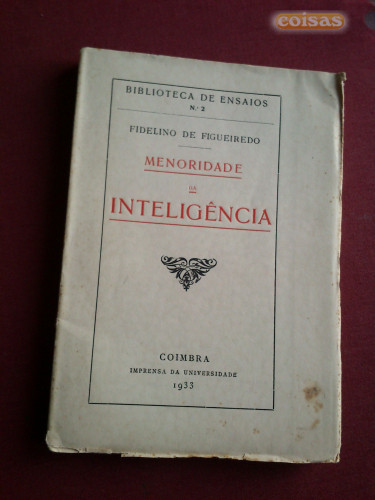 coisas
BIBLIOTECA DE ENSAIOS
N.º 2
FIDELINO DE FIGUEIREDO
MENORIDADE
DA
INTELIGÊNCIA
COIMBRA
IMPRENSA DA UNIVERSIDADE
1933